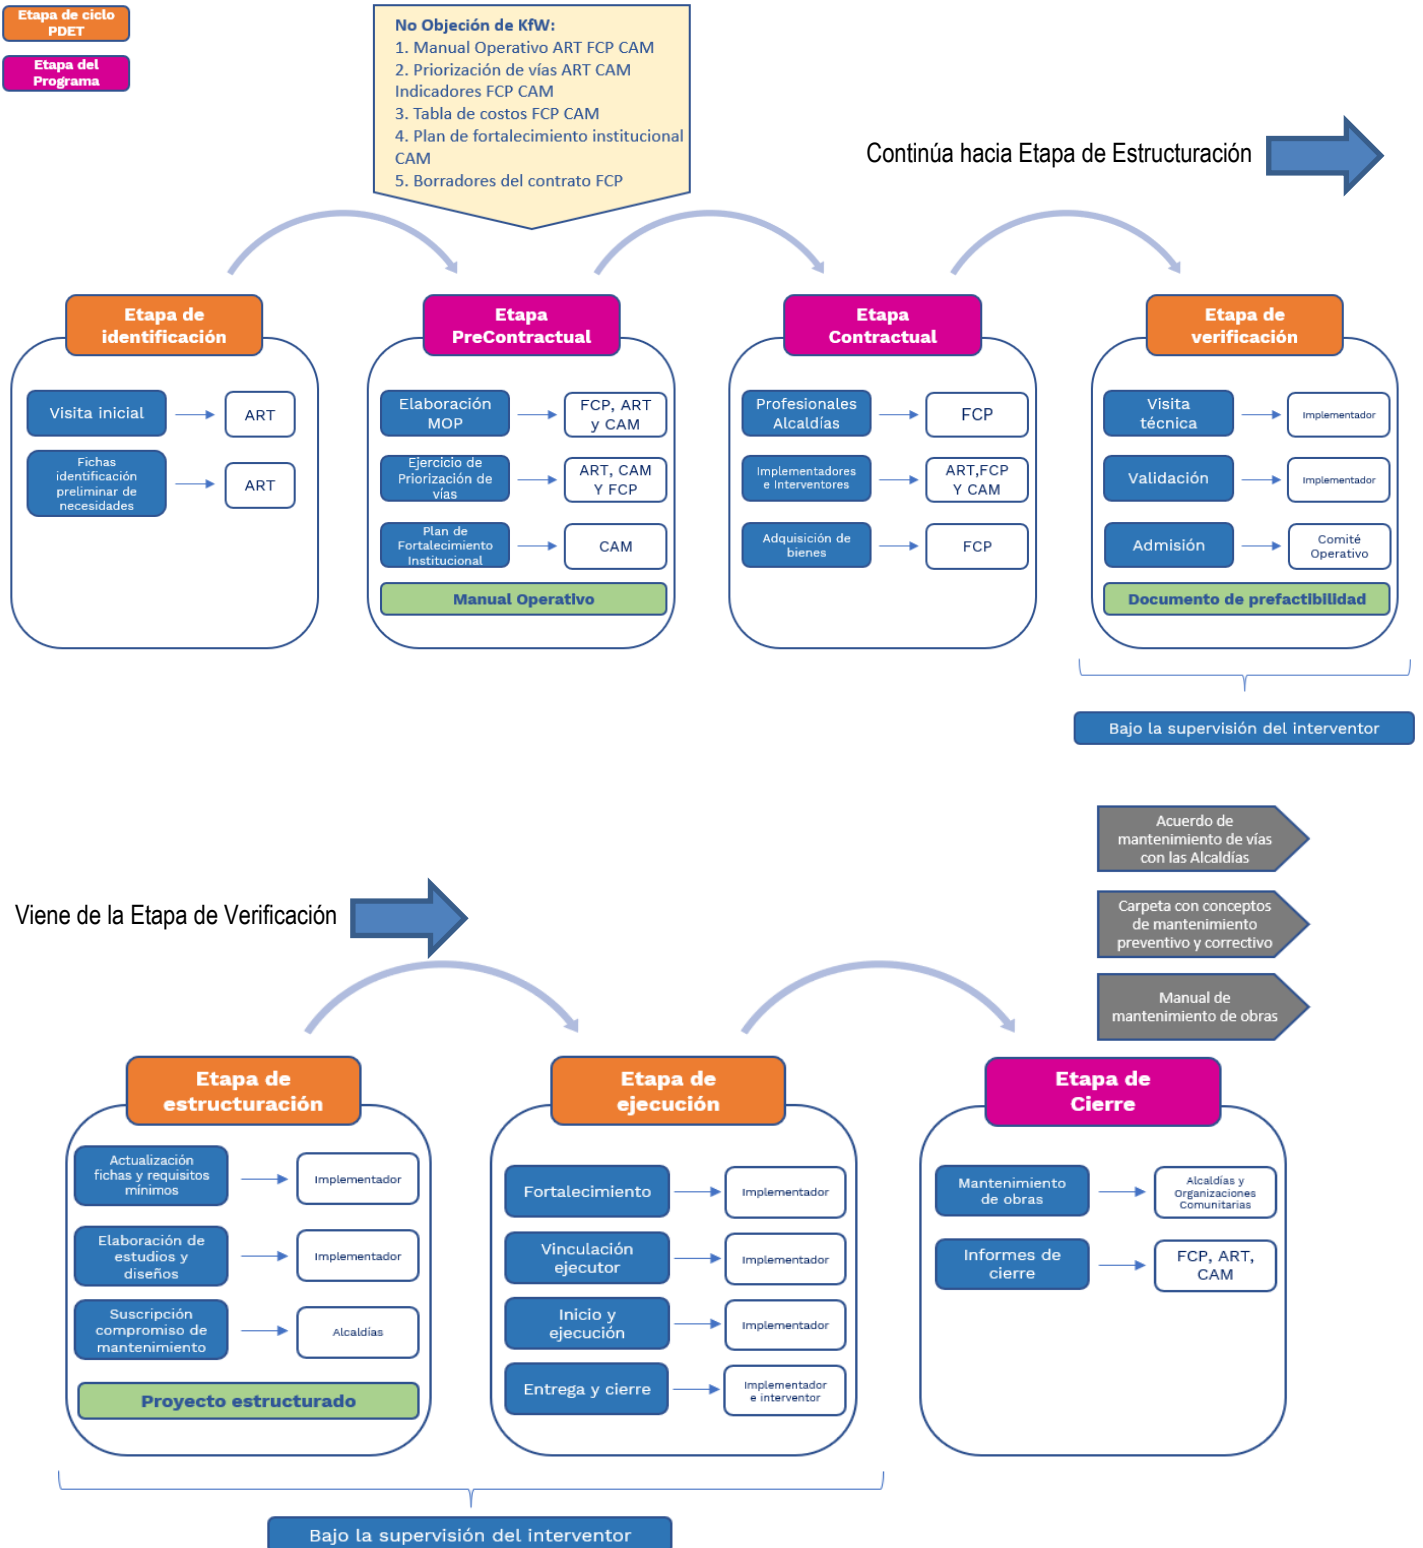 Etapa de ciclo
PDET
Etapa del
Programa
No Objeción de KfW:
1. Manual Operativo ART FCP CAM
2. Priorización de vías ART CAM
Indicadores FCP CAM
3. Tabla de costos FCP CAM
4. Plan de fortalecimiento institucional
CAM
5. Borradores del contrato FCP
Continúa hacia Etapa de Estructuración
Etapa de
identificación
Visita inicial
ART
Fichas
identificación
preliminar de
necesidades
ART
Etapa
PreContractual
Elaboración
MOP
FCP, ART
y CAM
Ejercicio de
Priorización de
vías
ART, CAM
Y FCP
Plan de
Fortalecimiento
Institucional
CAM
Manual Operativo
Etapa
Contractual
Profesionales
Alcaldías
FCP
Implementadores
e Interventores
ART,FCP
Y CAM
Adquisición de
bienes
FCP
Etapa de
verificación
Visita
técnica
Implementador
Validación
Implementador
Admisión
Comité
Operativo
Documento de prefactibilidad
Bajo la supervisión del interventor
Acuerdo de
mantenimiento de vías
con las Alcaldías
Carpeta con conceptos
de mantenimiento
preventivo y correctivo
Manual de
mantenimiento de obras
Viene de la Etapa de Verificación
Etapa de
estructuración
Actualización
fichas y requisitos
mínimos
Implementador
Elaboración de
estudios y
diseños
Implementador
Suscripción
compromiso de
mantenimiento
Alcaldías
Proyecto estructurado
Etapa de
ejecución
Fortalecimiento
Implementador
Vinculación
ejecutor
Implementador
Inicio y
ejecución
Implementador
Entrega y cierre
Implementador
e interventor
Etapa de
Cierre
Mantenimiento
de obras
Alcaldías y
Organizaciones
Comunitarias
Informes de
cierre
FCP, ART,
CAM
Bajo la supervisión del interventor